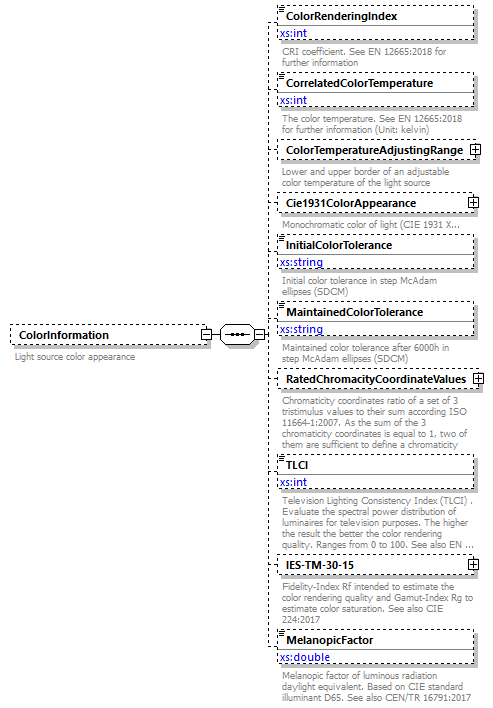 ColorRenderingIndex
xs:int
CRI coefficient. See EN 12665:2018 for
further information
CorrelatedColorTemperature
xs:int
The color temperature. See EN 12665:2018
for further information (Unit: kelvin)
ColorTemperatureAdjustingRange
Lower and upper border of an adjustable
color temperature of the light source
Cie1931ColorAppearance
Monochromatic color of light (CIE 1931 X...
InitialColorTolerance
xs:string
Initial color tolerance in step McAdam
ellipses (SDCM)
MaintainedColorTolerance
xs:string
Maintained color tolerance after 6000h in
step McAdam ellipses (SDCM)
ColorInformation
Light source color appearance
RatedChromacityCoordinateValues
Chromaticity coordinates ratio of a set of 3
tristimulus values to their sum according ISO
11664-1:2007. As the sum of the 3
chromaticity coordinates is equal to 1, two of
them are sufficient to define a chromaticity
TLCI
xs:int
Television Lighting Consistency Index (TLCI) .
Evaluate the spectral power distribution of
luminaires for television purposes. The higher
the result the better the color rendering
quality. Ranges from 0 to 100. See also EN ...
IES-TM-30-15
Fidelity-Index Rf intended to estimate the
color rendering quality and Gamut-Index Rg to
estimate color saturation. See also CIE
224:2017
MelanopicFactor
xs:double
Melanopic factor of luminous radiation
daylight equivalent. Based on CIE standard
illuminant D65. See also CEN/TR 16791:2017